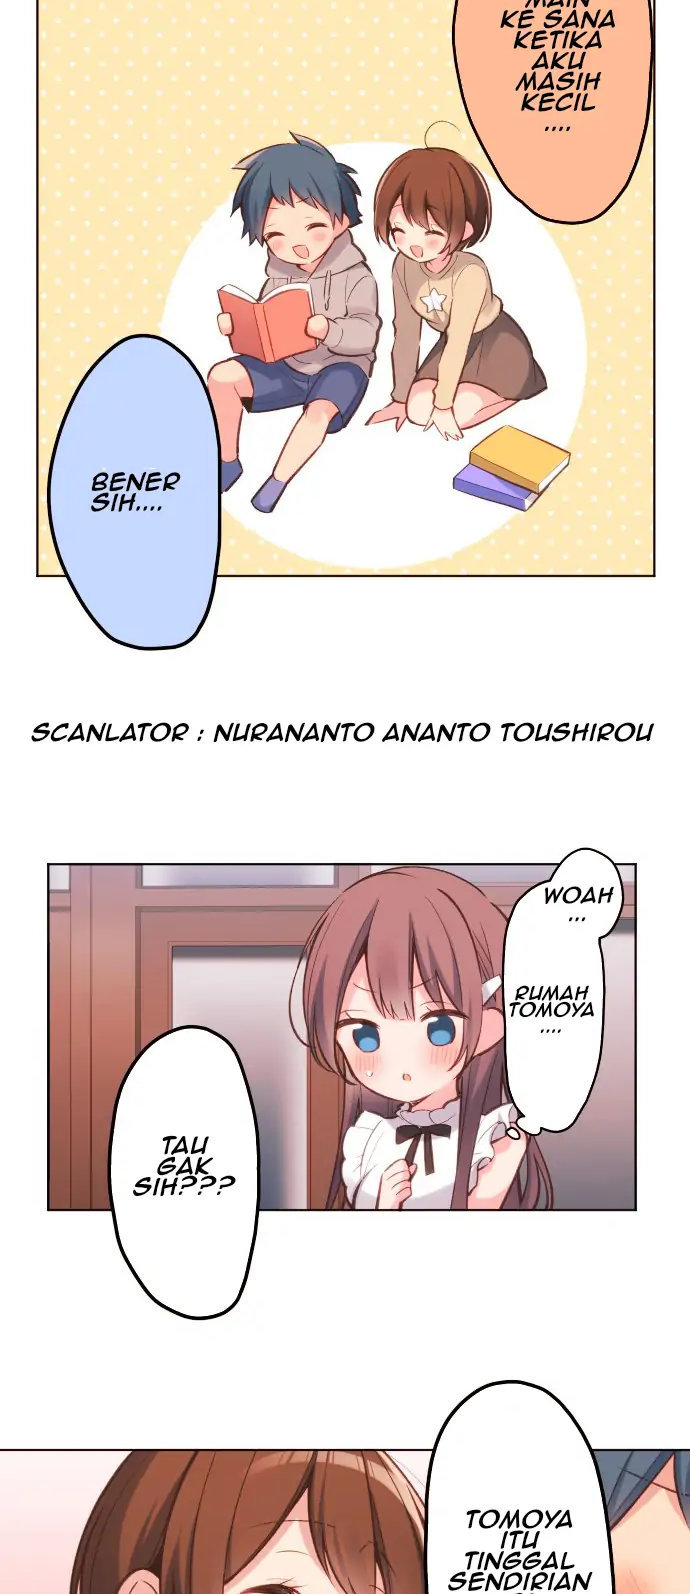 MAIN
KE SANA
KETIKA
AKU
MASIH
KECIL
....
BENER
SIH....
SCANLATOR : NURANANTO ANANTO TOUSHIROU
WOAH
...
RUMAH
TOMOYA
....
TAU
GAK
SIH???
TOMOYA
ITU
TINGGAL
SENDIRIAN